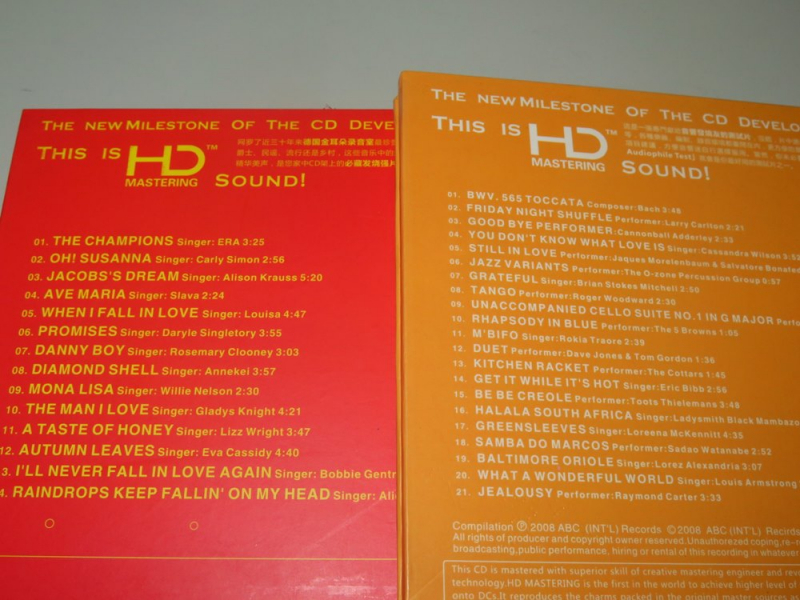 THE NEW MILESTONE OF THE CD DEVE
THIS IS HD™
MASTERING SOUND!
01. THE CHAMPIONS Singer: ERA 3:25
02. OH! SUSANNA Singer: Carly Simon 2:56
03. JACOBS'S DREAM Singer: Alison Krauss 5:20
04. AVE MARIA Singer: Slava 2:24
05. WHEN I FALL IN LOVE Singer: Louisa 4:47
06. PROMISES Singer: Daryle Singletory 3:55
07. DANNY BOY Singer: Rosemary Clooney 3:03
08. DIAMOND SHELL Singer: Annekei 3:57
09. MONA LISA Singer: Willie Nelson 2:30
10. THE MAN I LOVE Singer: Gladys Knight 4:21
11. A TASTE OF HONEY Singer: Lizz Wright 3:47
12. AUTUMN LEAVES Singer: Eva Cassidy 4:40
3. I'LL NEVER FALL IN LOVE AGAIN Singer: Bobbie Gentr
4. RAINDROPS KEEP FALLIN' ON MY HEAD Singer: Ali
THE NEW MILESTONE OF THE CD DEVELO
THIS IS HD™
MASTERING SOUND!
Audiophile Test)
01. BWV. 565 TOCCATA Composer:Bach 3:48
02. FRIDAY NIGHT SHUFFLE Performer:Larry Carlton 2:21
03. GOOD BYE PERFORMER:Cannonball Adderley 3:33
04. YOU DON'T KNOW WHAT LOVE IS Singer:Cassandra Wilson 3:5
05. STILL IN LOVE Performer:Jaques Morelenbaum & Salvatore Bonafed
06. JAZZ VARIANTS Performer:The O-zona Percussion Group 0:57
07. GRATEFUL Singer:Brian Stokes Mitchell 2:50
08. TANGO Performer:Roger Woodward 2:30
09. UNACCOMPANIED CELLO SUITE NO.1 IN G MAJOR Perfor
10. RHAPSODY IN BLUE Performer:The 5 Browns 1:05
11. M'BIFO Singer:Rokia Traore 2:39
12. DUET Performer:Dave Jones & Tom Gordon 1:36
13. KITCHEN RACKET Performer:The Cottars 1:45
14. GET IT WHILE IT'S HOT Singer:Eric Bibb 2:56
15. BE BE CREOLE Performer:Toots Thielemans 3:48
16. HALALA SOUTH AFRICA Singer:Ladysmith Black Mambazo
17. GREENSLEEVES Singer:Loreena McKennitt 4:35
18. SAMBA DO MARCOS Performer:Sadao Watanabe 2:52
19. BALTIMORE ORIOLE Singer:Lorez Alexandria 3:07
20. WHAT A WONDERFUL WORLD Singer:Louis Armstrong
21. JEALOUSY Performer:Raymond Carter 3:33
Compilation Ⓟ 2008 ABC (INT'L) Records ©2008 ABC (INT'L) Records
All rights of producer and copyright owner reserved.Unauthorezed coping,re-r
broadcasting,public performance, hiring or rental of this recording in whatever
This CD is mastered with superior skill of creative mastering engineer and rev
technology.HD MASTERING is the first in the world to achieve higher level of
onto DCs.It reproduces the charms packed in the original master sources as